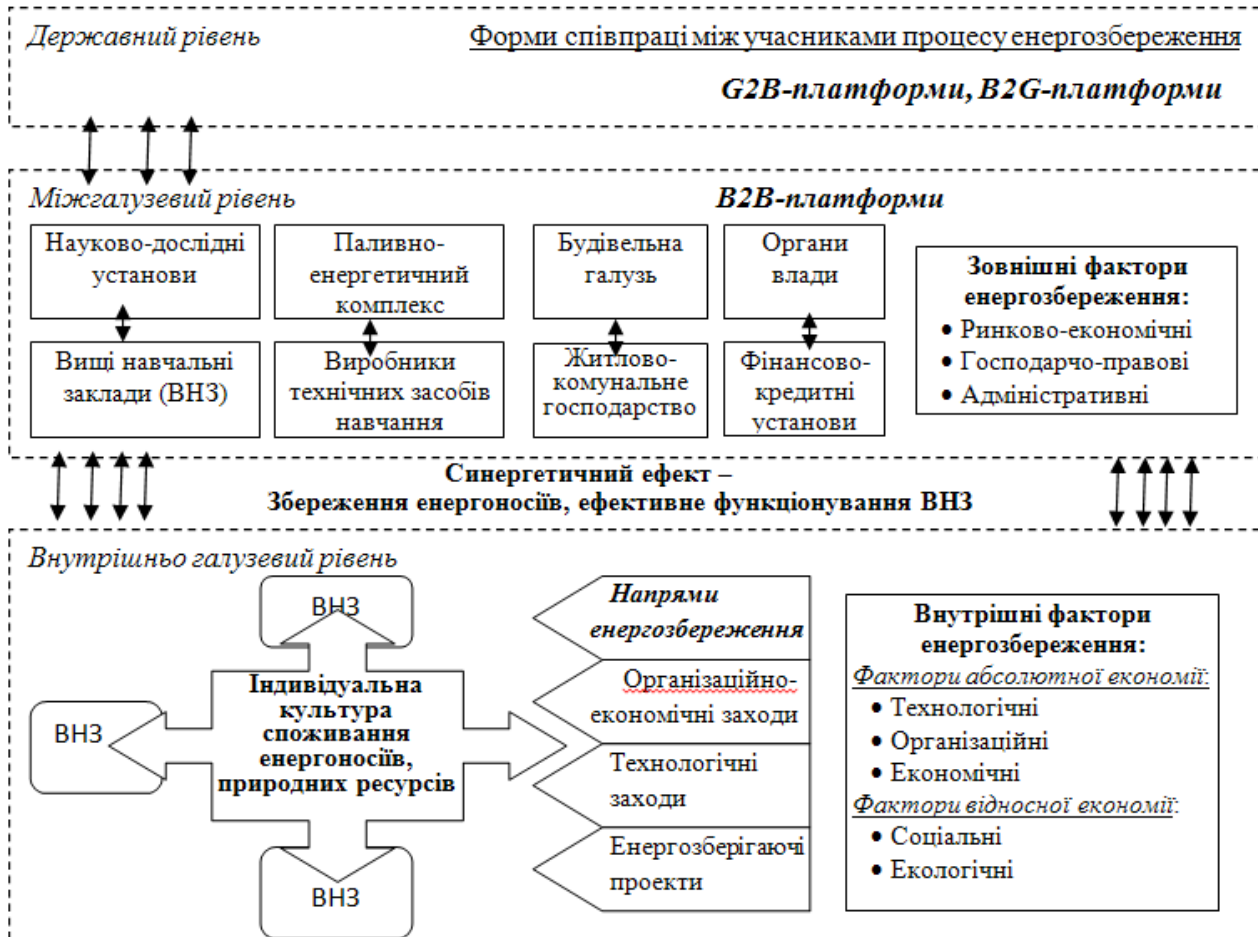 Державний рівень
Форми співпраці між учасниками процесу енергозбереження
G2B-платформи, B2G-платформи
Міжгалузевий рівень
B2B-платформи
Науково-дослідні
установи
Паливно-
енергетичний
комплекс
Будівельна
галузь
Органи
влади
Вищі навчальні
заклади (ВНЗ)
Виробники
технічних засобів
навчання
Житлово-
комунальне
господарство
Фінансово-
кредитні
установи
Зовнішні фактори
енергозбереження:
• Ринково-економічні
• Господарчо-правові
• Адміністративні
Синергетичний ефект –
Збереження енергоносіїв, ефективне функціонування ВНЗ
Внутрішньо галузевий рівень
ВНЗ
ВНЗ
Індивідуальна
культура
споживання
енергоносіїв,
природних ресурсів
ВНЗ
Напрями
енергозбереження
Організаційно-
економічні заходи
Технологічні
заходи
Енергозберігаючі
проекти
Внутрішні фактори
енергозбереження:
Фактори абсолютної економії:
• Технологічні
• Організаційні
• Економічні
Фактори відносної економії:
• Соціальні
• Екологічні